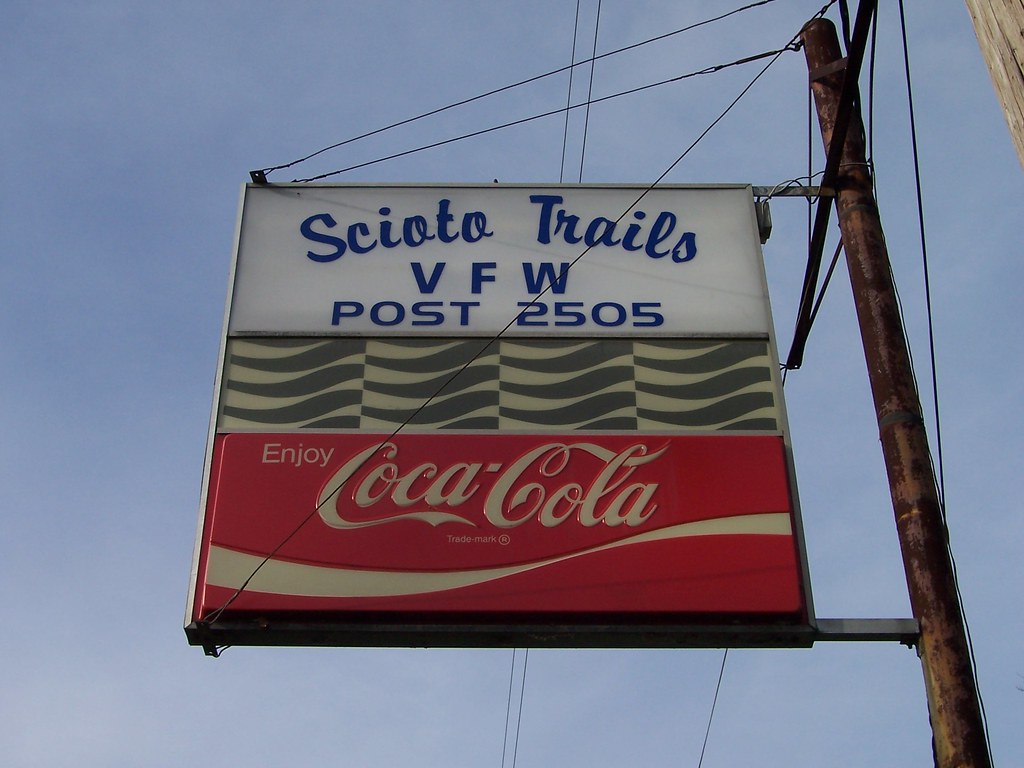 Scioto Trails
VFW
POST 2505
Enjoy
Coca-Cola
Trade-mark ®